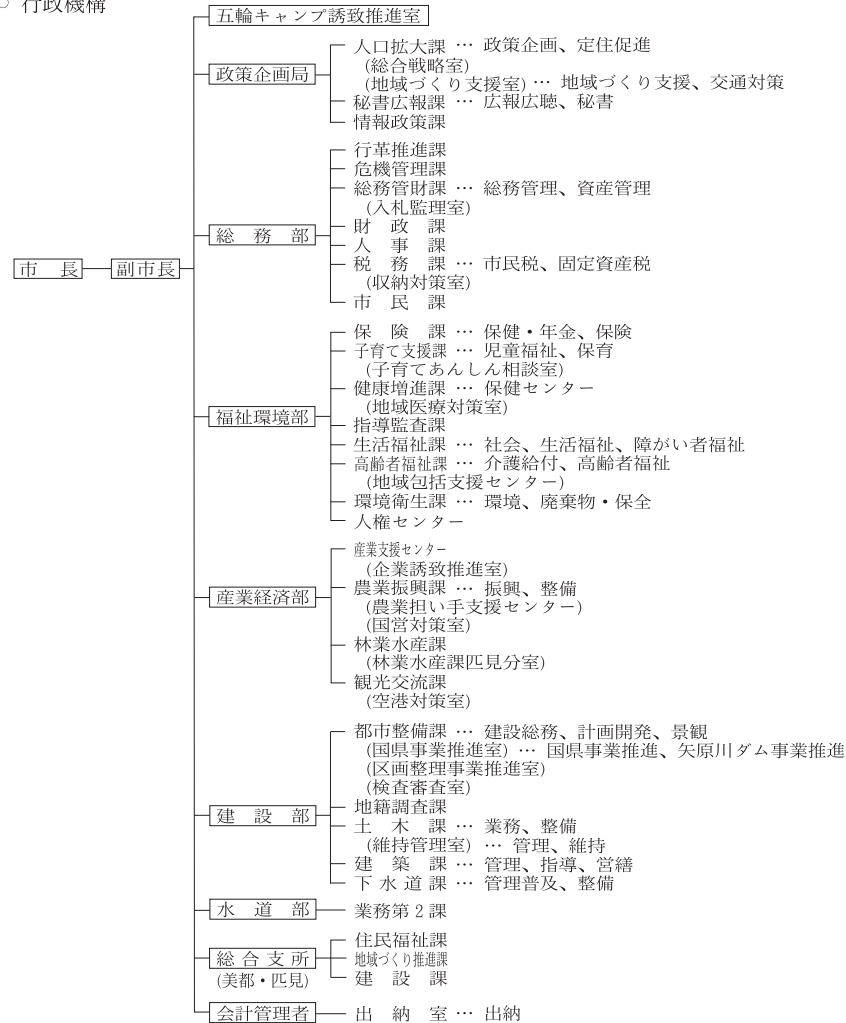 ○ 行政機構
五輪キャンプ誘致推進室
政策企画局
人口拡大課 … 政策企画、定住促進
(総合戦略室)
(地域づくり支援室) … 地域づくり支援、交通対策
秘書広報課 … 広報広聴、秘書
情報政策課
市　長
副市長
総　務　部
行革推進課
危機管理課
総務管財課 … 総務管理、資産管理
(入札監理室)
財　政　課
人　事　課
税　務　課 … 市民税、固定資産税
(収納対策室)
市　民　課
福祉環境部
保　険　課 … 保健・年金、保険
子育て支援課 … 児童福祉、保育
(子育てあんしん相談室)
健康増進課 … 保健センター
(地域医療対策室)
指導監査課
生活福祉課 … 社会、生活福祉、障がい者福祉
高齢者福祉課 … 介護給付、高齢者福祉
(地域包括支援センター)
環境衛生課 … 環境、廃棄物・保全
人権センター
産業経済部
産業支援センター
(企業誘致推進室)
農業振興課 … 振興、整備
(農業担い手支援センター)
(国営対策室)
林業水産課
(林業水産課匹見分室)
観光交流課
(空港対策室)
建　設　部
都市整備課 … 建設総務、計画開発、景観
(国県事業推進室) … 国県事業推進、矢原川ダム事業推進
(区画整理事業推進室)
(検査審査室)
地籍調査課
土　木　課 … 業務、整備
(維持管理室) … 管理、維持
建　築　課 … 管理、指導、営繕
下 水 道 課 … 管理普及、整備
水　道　部
業務第２課
総 合 支 所
(美都・匹見)
住民福祉課
地域づくり推進課
建　設　課
会計管理者
出　納　室 … 出納